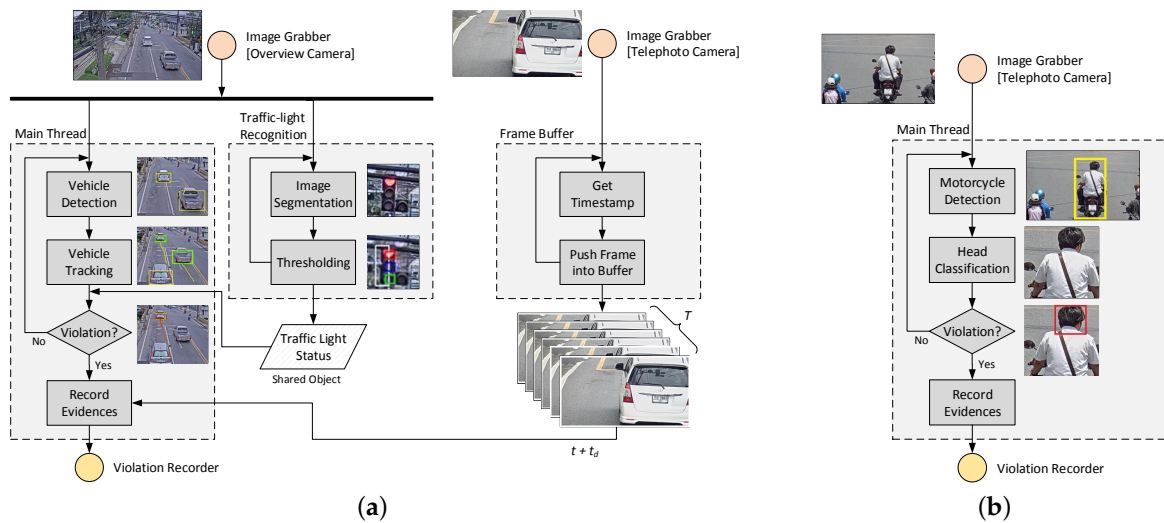 Image Grabber
[Overview Camera]
Image Grabber
[Telephoto Camera]
Image Grabber
[Telephoto Camera]
Traffic-light
Recognition
Main Thread
Frame Buffer
Main Thread
Vehicle
Detection
Image
Segmentation
Get
Timestamp
Motorcycle
Detection
Vehicle
Tracking
Thresholding
Push Frame
into Buffer
Head
Classification
T
Violation?
No
Yes
Traffic Light
Status
Shared Object
Violation?
No
Yes
Record
Evidences
Record
Evidences
t + td
Violation Recorder
Violation Recorder
(a)
(b)